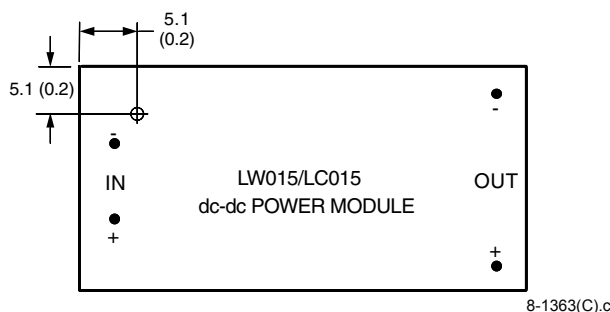 5.1
(0.2)
5.1 (0.2)
-
-
IN
LW015/LC015
OUT
dc-dc POWER MODULE
+
+
8-1363(C).c